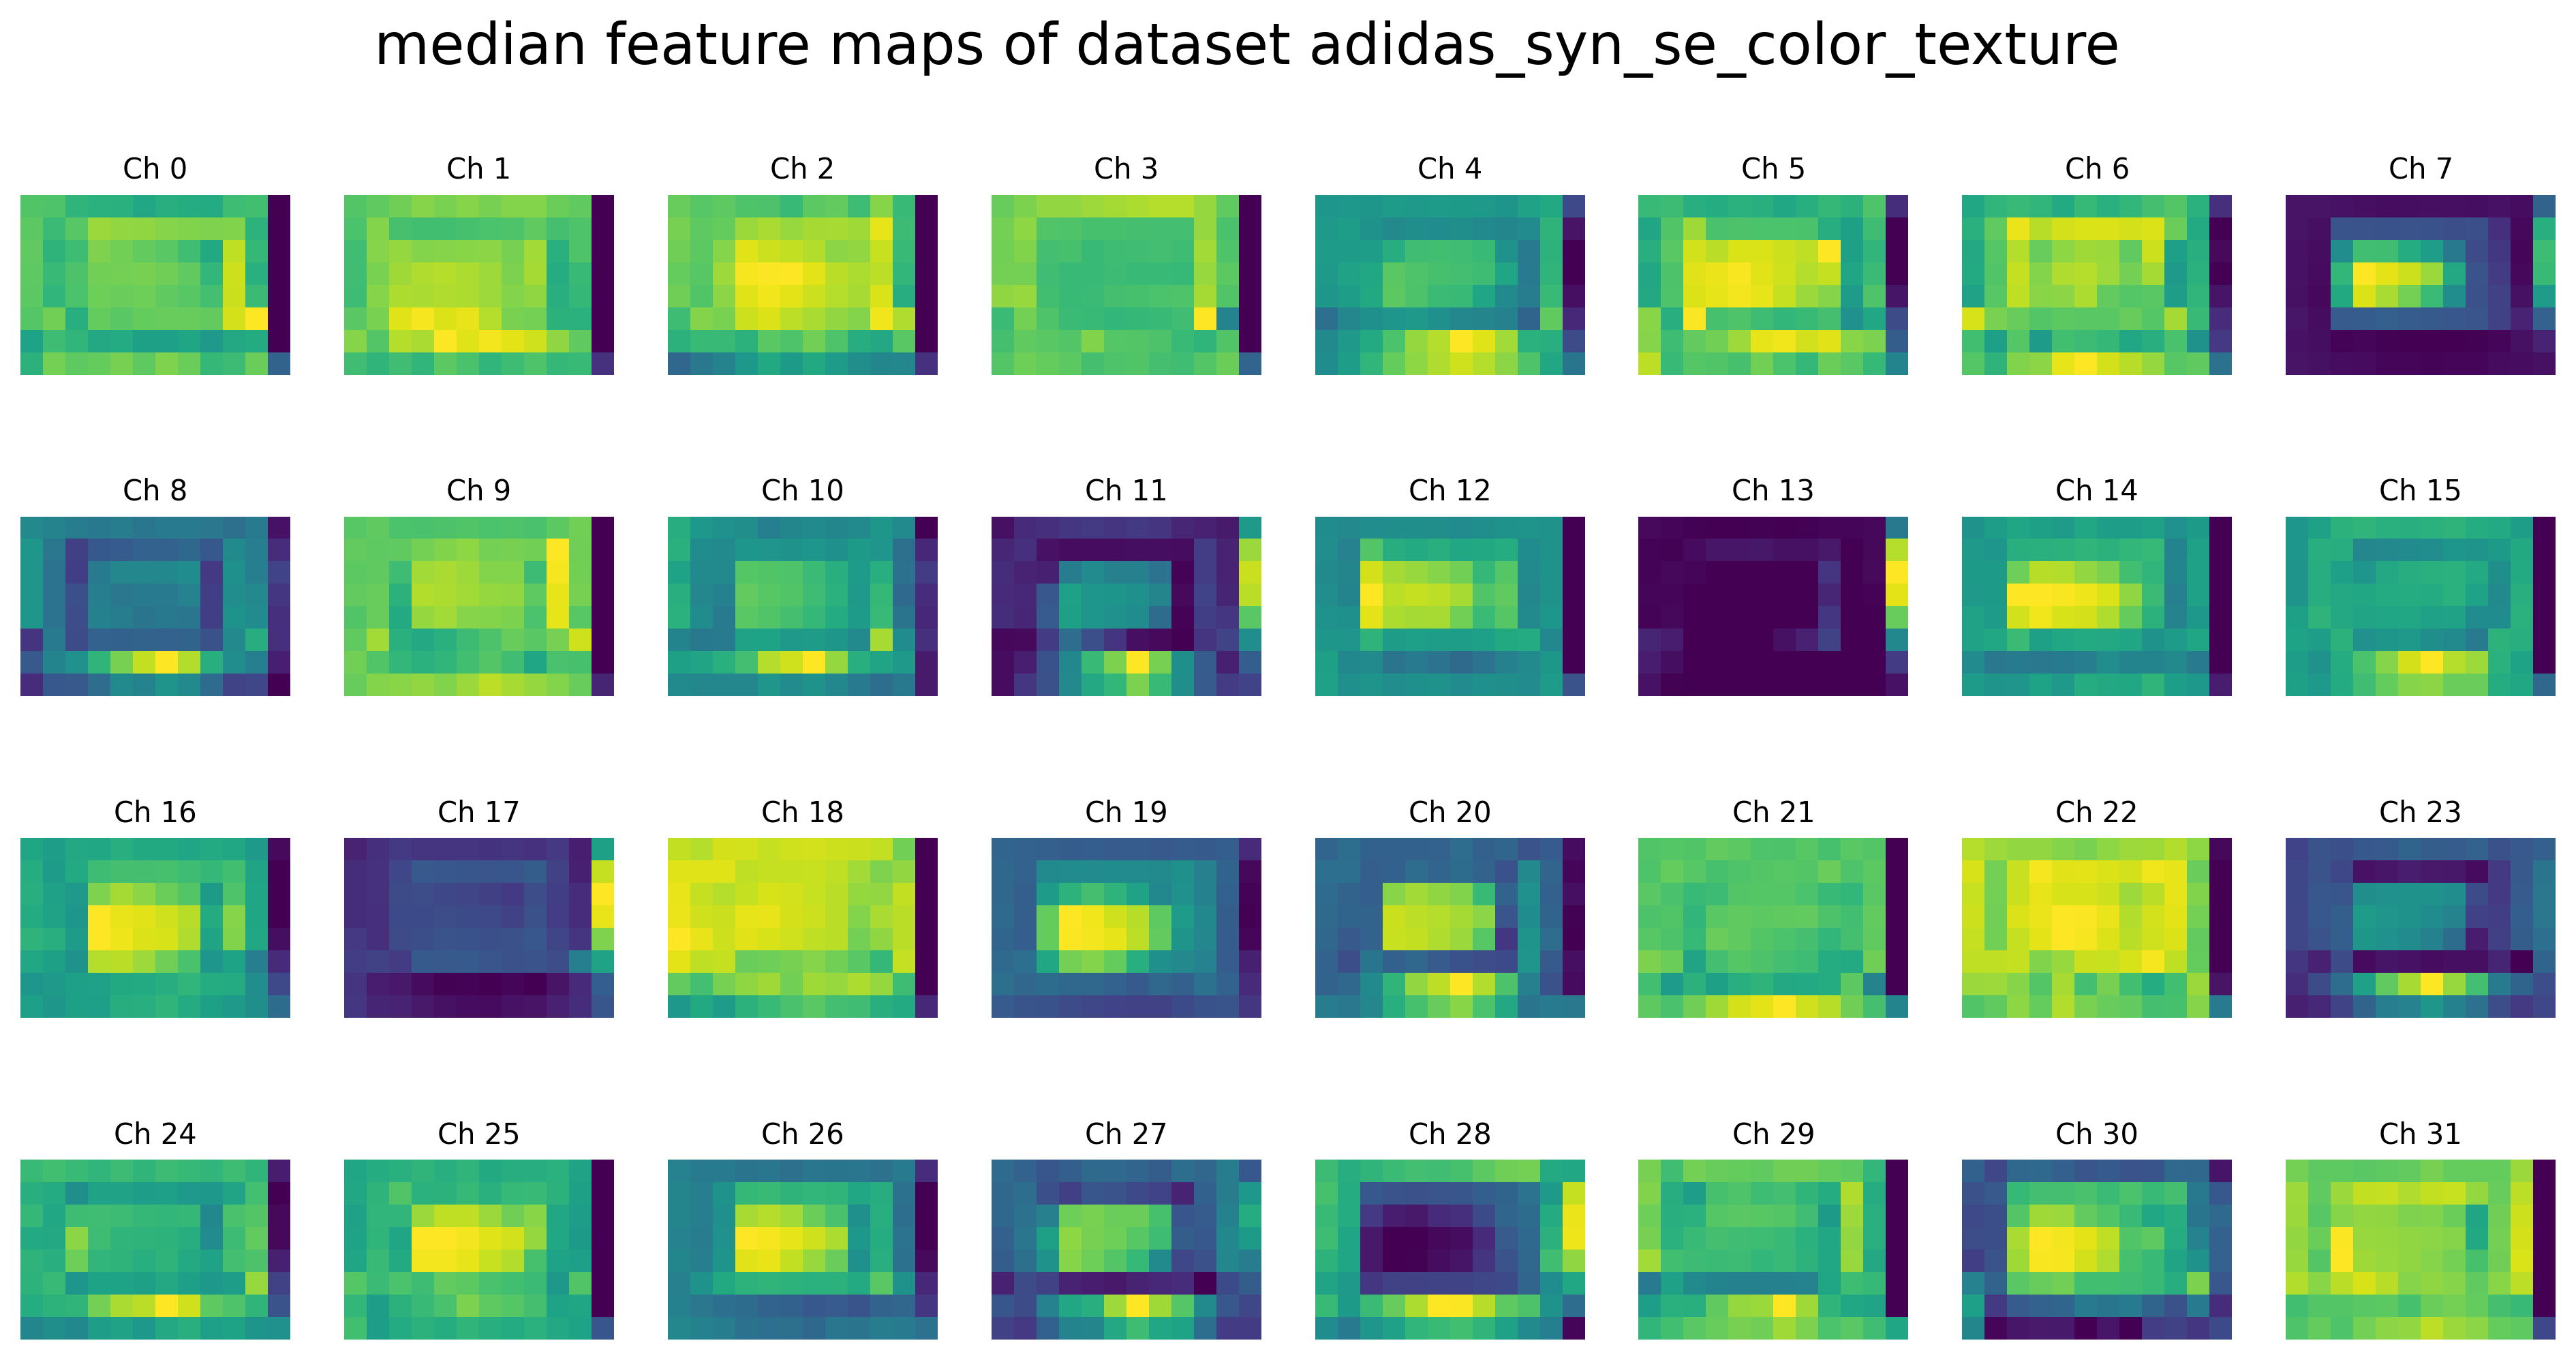 median feature maps of dataset adidas_syn_se_color_texture
Ch 0 Ch 1 Ch 2 Ch 3 Ch 4 Ch 5 Ch 6 Ch 7
Ch 8 Ch 9 Ch 10 Ch 11 Ch 12 Ch 13 Ch 14 Ch 15
Ch 16 Ch 17 Ch 18 Ch 19 Ch 20 Ch 21 Ch 22 Ch 23
Ch 24 Ch 25 Ch 26 Ch 27 Ch 28 Ch 29 Ch 30 Ch 31